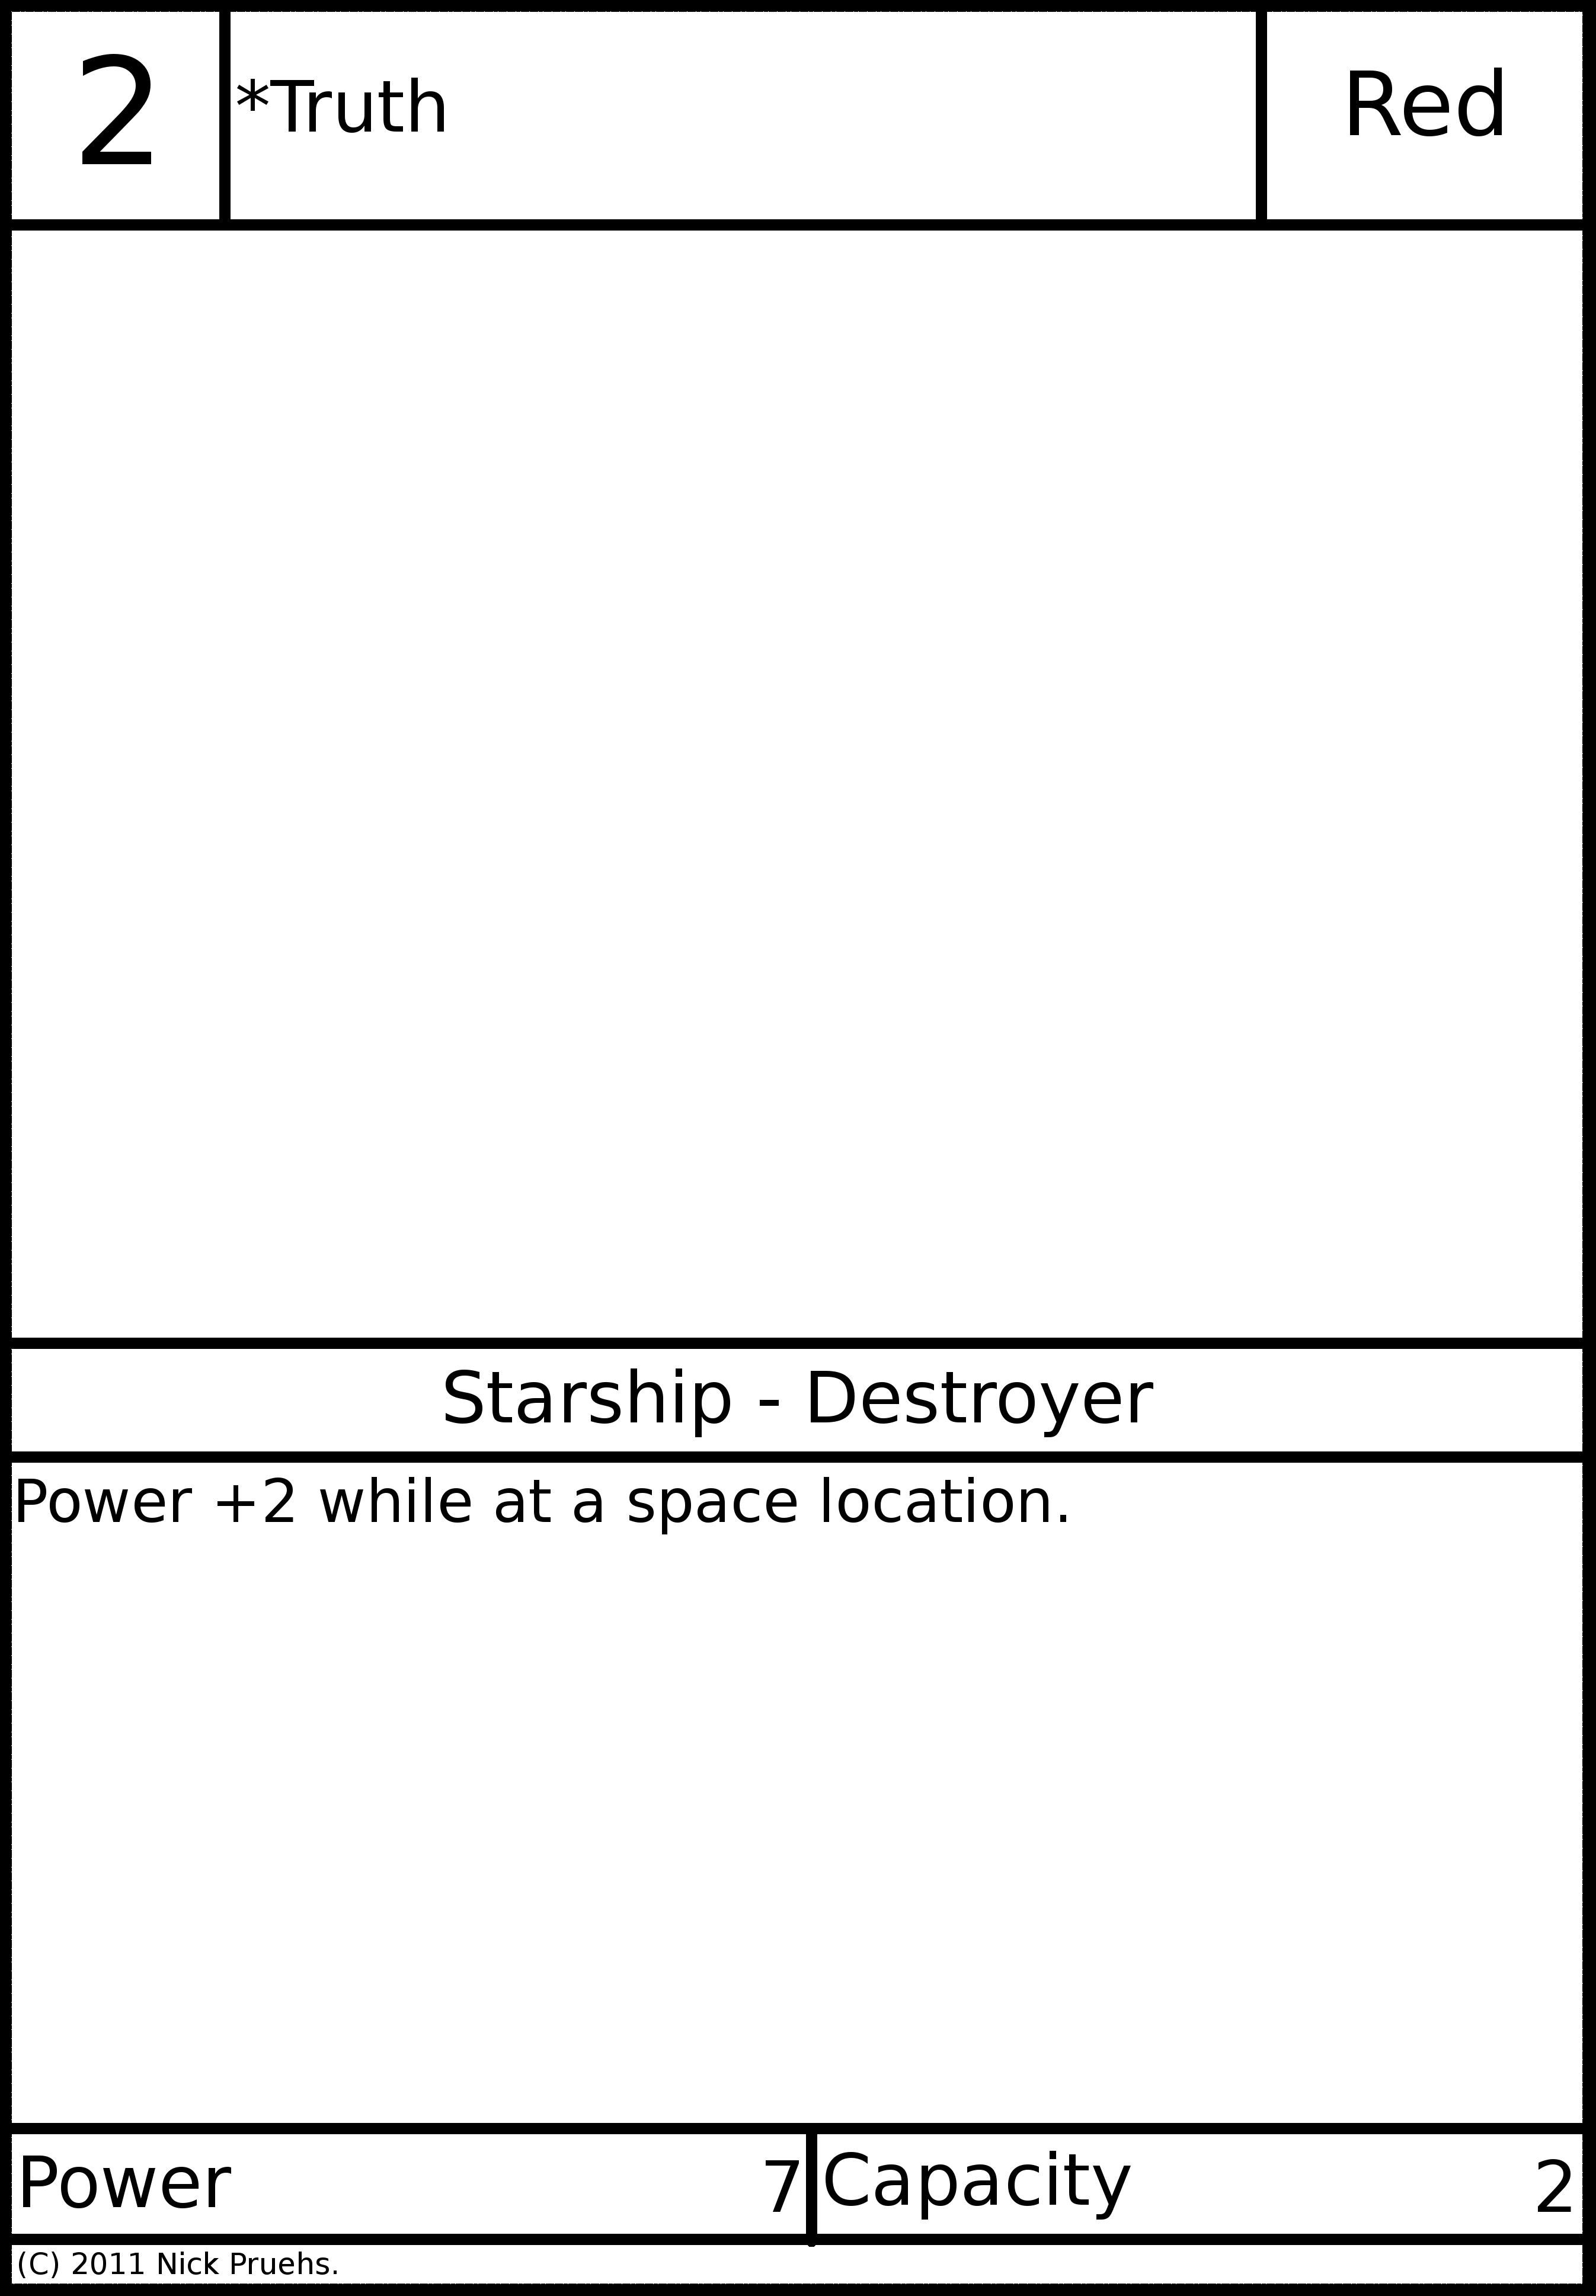 2
*Truth
Red
Starship - Destroyer
Power +2 while at a space location.
Power 7
Capacity 2
(C) 2011 Nick Pruehs.